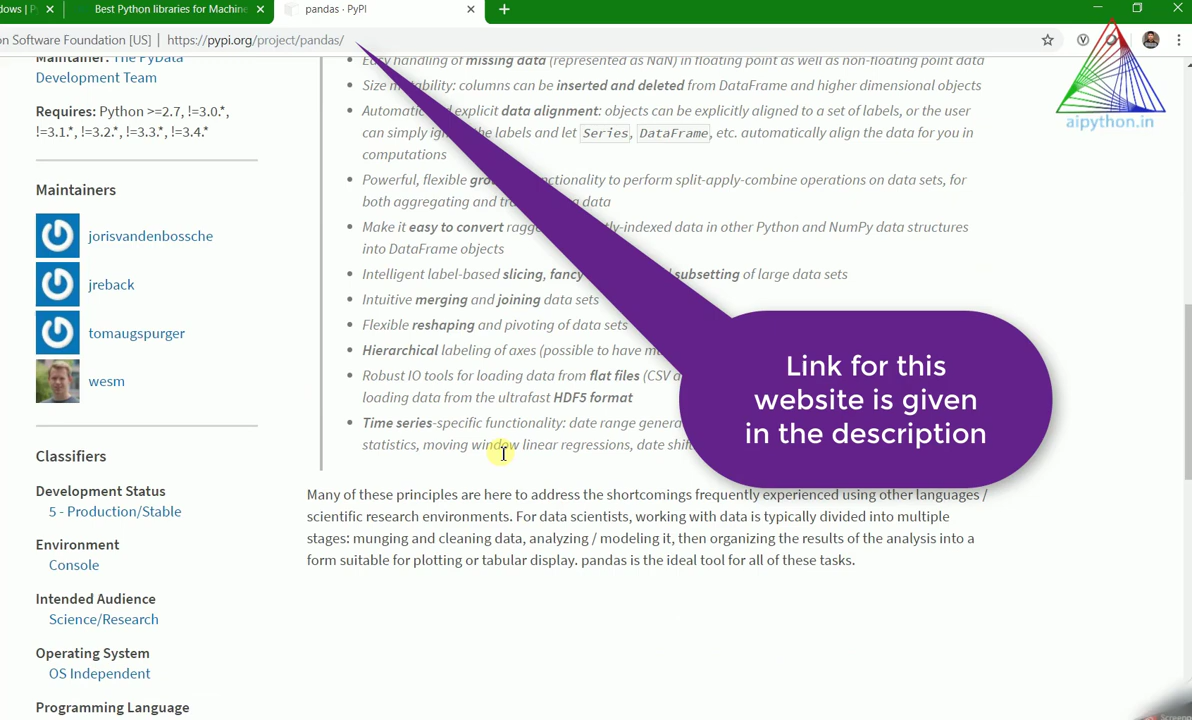 dows | P
Best Python libraries for Machine
pandas · PyPI
on Software Foundation [US] | https://pypi.org/project/pandas/
aipython.in
Maintainer: The PyData
Development Team
Requires: Python >=2.7, !=3.0.*,
!=3.1.*, !=3.2.*, !=3.3.*, !=3.4.*
Maintainers
jorisvandenbossche
jreback
tomaugspurger
wesm
Classifiers
Development Status
5 - Production/Stable
Environment
Console
Intended Audience
Science/Research
Operating System
OS Independent
Programming Language
Easy handling of missing data (represented as NaN) in floating point as well as non-floating point data
Size mutability: columns can be inserted and deleted from DataFrame and higher dimensional objects
Automatic explicit data alignment: objects can be explicitly aligned to a set of labels, or the user
can simply the labels and let Series, DataFrame, etc. automatically align the data for you in
computations
Powerful, flexible functionality to perform split-apply-combine operations on data sets, for
both aggregating and data
Make it easy to convert indexed data in other Python and NumPy data structures
into DataFrame objects
Intelligent label-based slicing, fancy subsetting of large data sets
Intuitive merging and joining data sets
Flexible reshaping and pivoting of data sets
Hierarchical labeling of axes (possible to have
Robust IO tools for loading data from flat files (CSV
loading data from the ultrafast HDF5 format
Time series-specific functionality: date range
statistics, moving window linear regressions, date
Link for this
website is given
in the description
Many of these principles are here to address the shortcomings frequently experienced using other languages /
scientific research environments. For data scientists, working with data is typically divided into multiple
stages: munging and cleaning data, analyzing / modeling it, then organizing the results of the analysis into a
form suitable for plotting or tabular display. pandas is the ideal tool for all of these tasks.